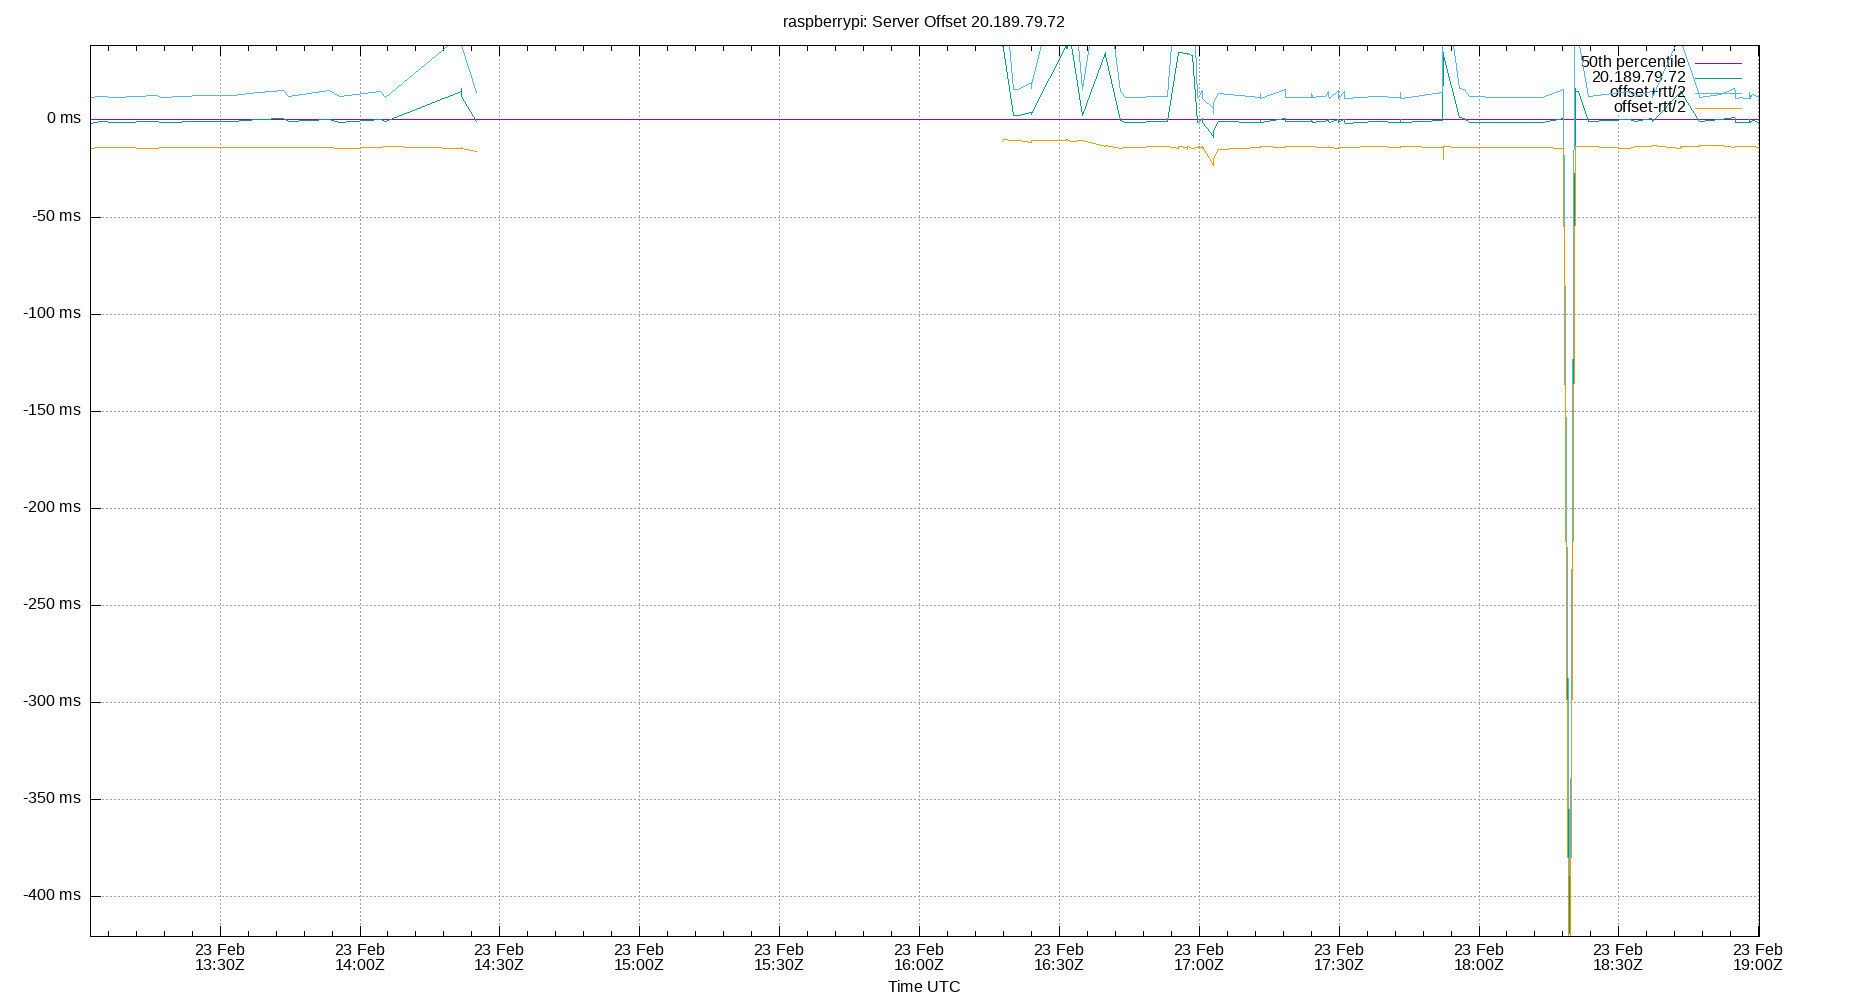 raspberrypi: Server Offset 20.189.79.72
50th percentile
20.189.79.72
offset+rtt/2
offset-rtt/2
0 ms
-50 ms
-100 ms
-150 ms
-200 ms
-250 ms
-300 ms
-350 ms
-400 ms
23 Feb 23 Feb 23 Feb 23 Feb 23 Feb 23 Feb 23 Feb 23 Feb 23 Feb 23 Feb 23 Feb 23 Feb
13:30Z 14:00Z 14:30Z 15:00Z 15:30Z 16:00Z 16:30Z 17:00Z 17:30Z 18:00Z 18:30Z 19:00Z
Time UTC